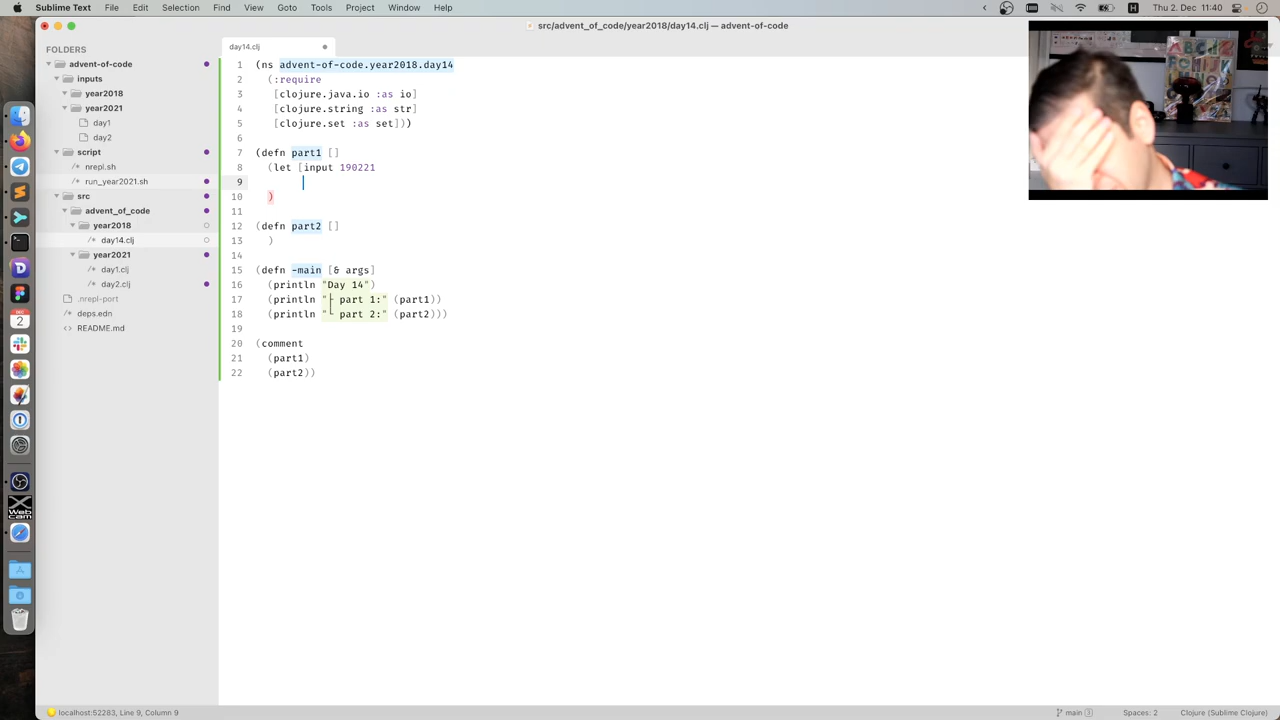 Sublime Text File Edit Selection Find View Goto Tools Project Window Help
Thu 2. Dec 11:40
src/advent_of_code/year2018/day14.clj — advent-of-code
FOLDERS
advent-of-code
inputs
year2018
year2021
day1
day2
script
/* nrepl.sh
/* run_year2021.sh
src
advent_of_code
year2018
/* day14.clj
year2021
/* day1.clj
/* day2.clj
.nrepl-port
/* deps.edn
<> README.md
day14.clj
1 (ns advent-of-code.year2018.day14
2 (:require
3 [clojure.java.io :as io]
4 [clojure.string :as str]
5 [clojure.set :as set]))
6
7 (defn part1 []
8 (let [input 190221
9
10 )
11
12 (defn part2 []
13 )
14
15 (defn -main [& args]
16 (println "Day 14")
17 (println "├ part 1:" (part1))
18 (println "└ part 2:" (part2)))
19
20 (comment
21 (part1)
22 (part2))
DEC
2
X
Web
cam
localhost:52283, Line 9, Column 9
main 3
Spaces: 2
Clojure (Sublime Clojure)